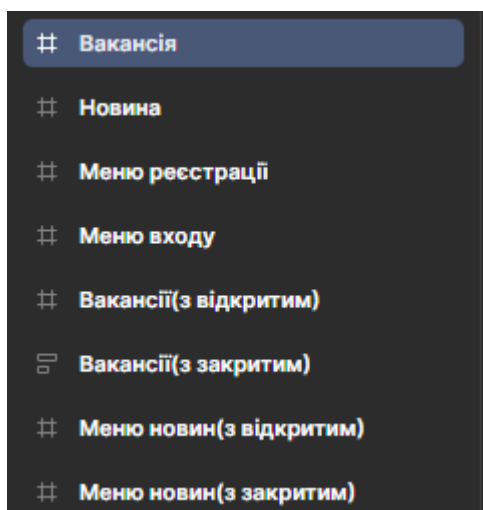 Вакансія
Новина
Меню реєстрації
Меню входу
Вакансії(з відкритим)
Вакансії(з закритим)
Меню новин(з відкритим)
Меню новин(з закритим)